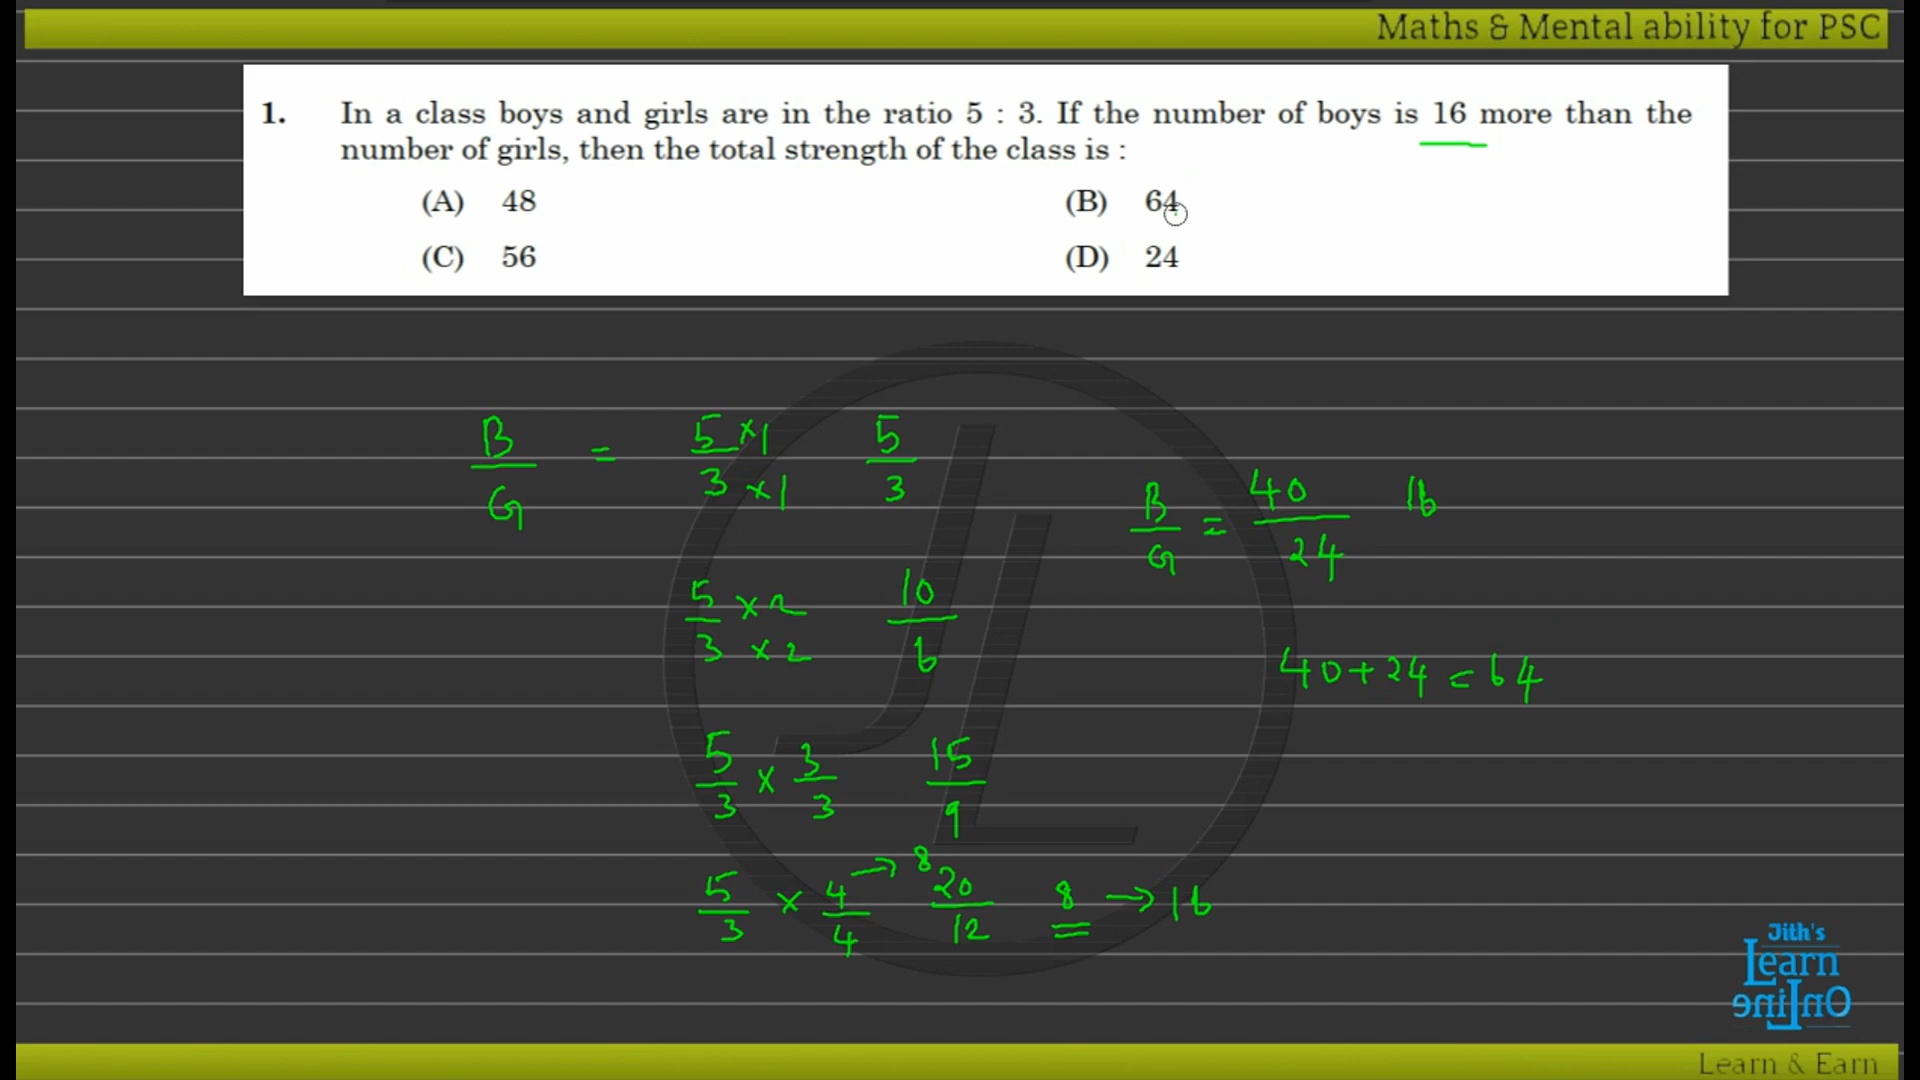 Maths & Mental ability for PSC
1. In a class boys and girls are in the ratio 5 : 3. If the number of boys is 16 more than the
number of girls, then the total strength of the class is :
(A) 48 (B) 64
(C) 56 (D) 24
B/G = 5×1/3×1 5/3
B/G = 40/24 16
5×2/3×2 10/6
40+24=64
5/3 × 3/3 15/9
5/3 × 4/4 → 8 20/12 8 → 16
Jith's
Learn
OnLine
Learn & Earn